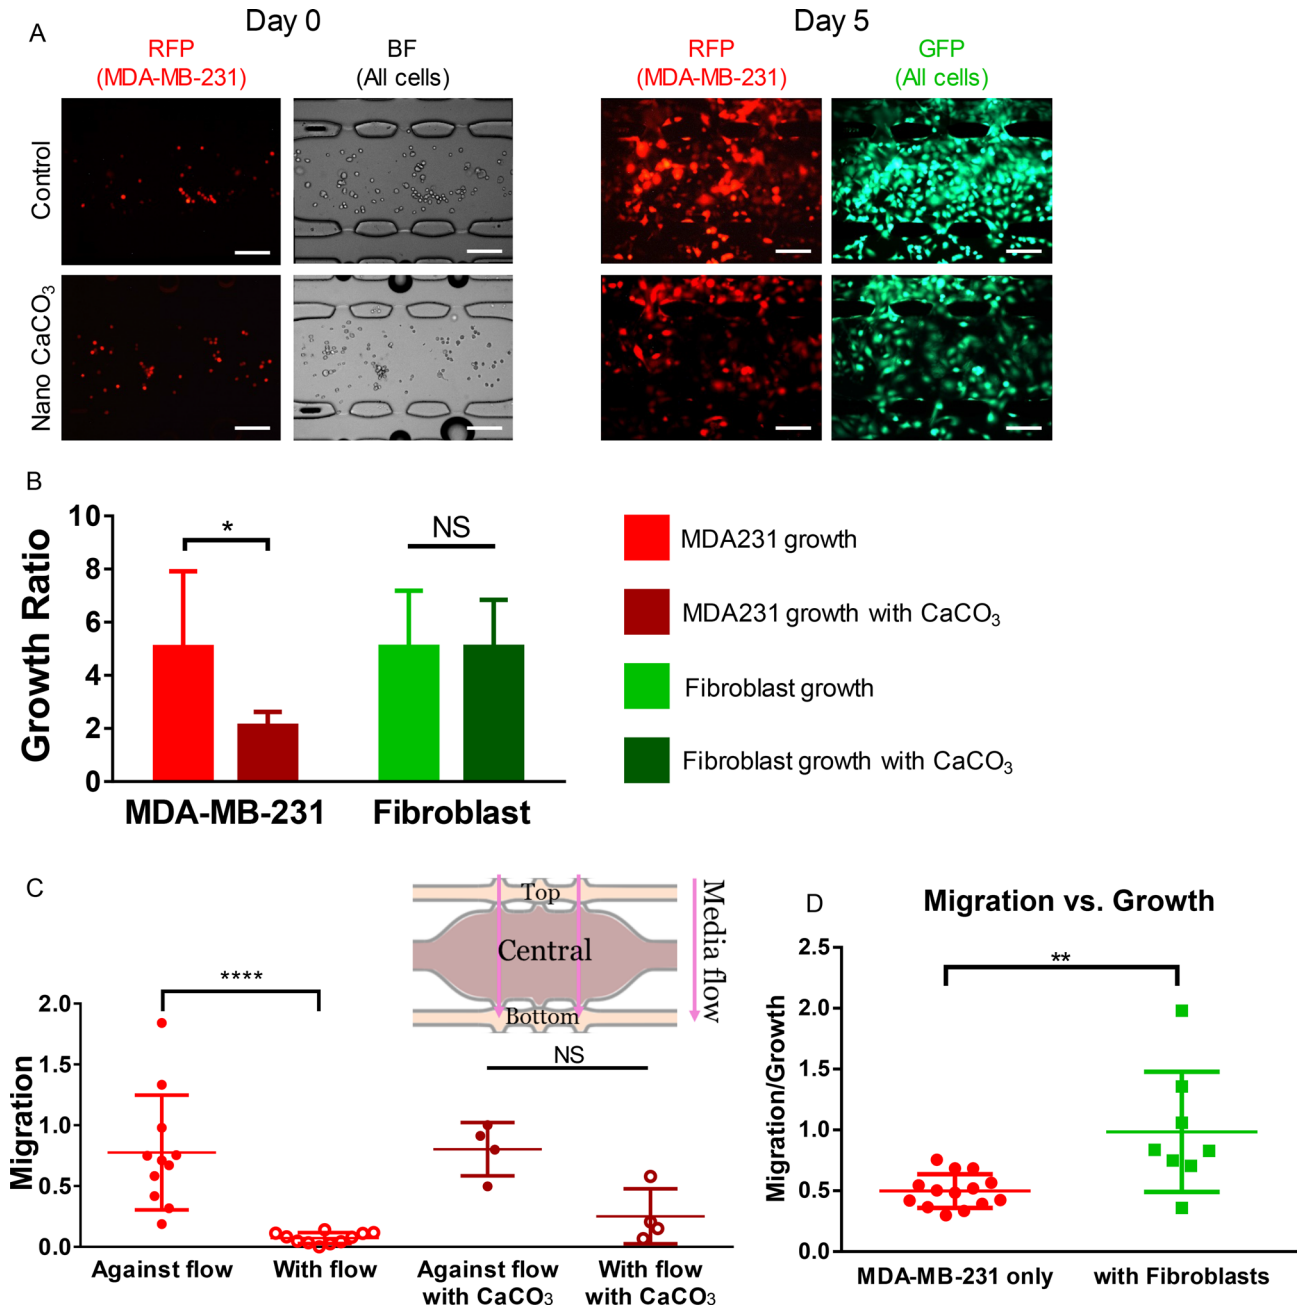 A
Day 0
Day 5
RFP
(MDA-MB-231)
BF
(All cells)
RFP
(MDA-MB-231)
GFP
(All cells)
Control
Nano CaCO₃
B
Growth Ratio
10
8
6
4
2
0
*
NS
MDA-MB-231
Fibroblast
MDA231 growth
MDA231 growth with CaCO₃
Fibroblast growth
Fibroblast growth with CaCO₃
C
Top
Central
Bottom
Media flow
Migration
2.0
1.5
1.0
0.5
0.0
****
NS
Against flow
With flow
Against flow
with CaCO₃
With flow
with CaCO₃
D
Migration vs. Growth
Migration/Growth
2.5
2.0
1.5
1.0
0.5
0.0
**
MDA-MB-231 only
with Fibroblasts